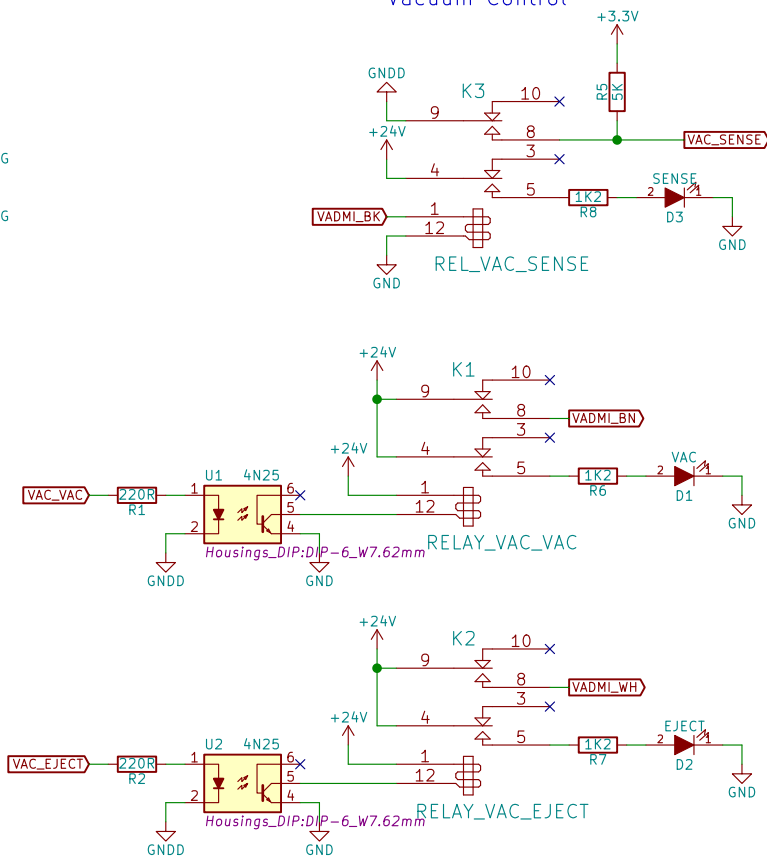 Vacuum Control
+3.3V
GNDD
K3
10
R5
5K
9
+24V
8
VAC_SENSE
3
G
4
SENSE
5
1K2
R8
2
1
D3
G
VADMI_BK
1
12
GND
REL_VAC_SENSE
GND
+24V
K1
10
9
8
VADMI_BN
3
+24V
4
VAC
5
1K2
R6
2
1
D1
U1
4N25
VAC_VAC
220R
R1
1
6
5
2
4
1
12
GND
RELAY_VAC_VAC
Housings_DIP:DIP-6_W7.62mm
GNDD
GND
+24V
K2
10
9
8
VADMI_WH
3
+24V
4
EJECT
5
1K2
R7
2
1
D2
U2
4N25
VAC_EJECT
220R
R2
1
6
5
2
4
1
12
GND
RELAY_VAC_EJECT
Housings_DIP:DIP-6_W7.62mm
GNDD
GND